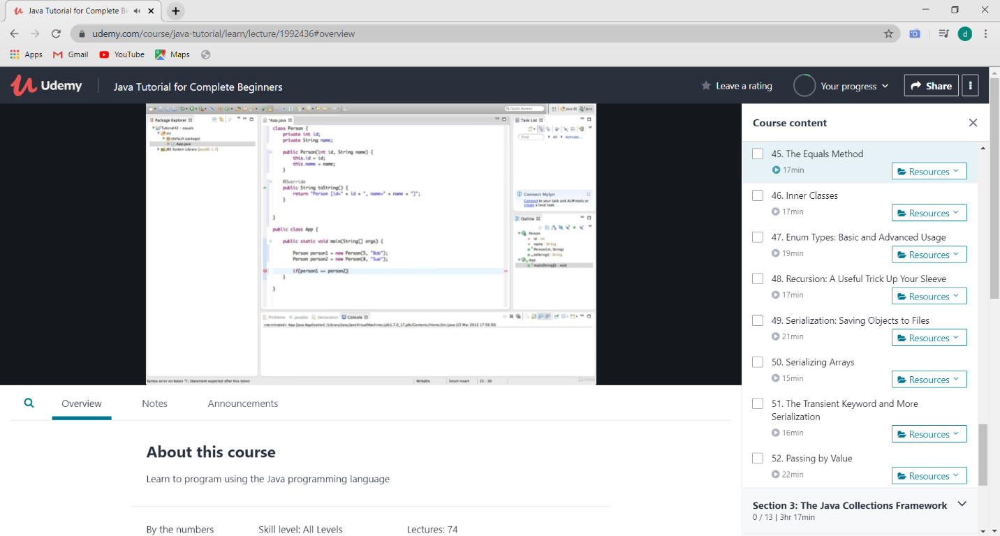 Java Tutorial for Complete Be
udemy.com/course/java-tutorial/learn/lecture/1992436#overview
d
Apps
Gmail
YouTube
Maps
Udemy
Java Tutorial for Complete Beginners
Leave a rating
Your progress
Share
Quick Access
Java EE
Java
Package Explorer
Tutorial42 - equals
src
(default package)
App.java
JRE System Library [JavaSE-1.7]
*App.java
class Person {
private int id;
private String name;
public Person(int id, String name) {
this.id = id;
this.name = name;
}
@Override
public String toString() {
return "Person [id=" + id + ", name=" + name + "]";
}
}
public class App {
public static void main(String[] args) {
Person person1 = new Person(5, "Bob");
Person person2 = new Person(8, "Sue");
if(person1 == person2)
}
}
Task List
Find
All
Activate...
Connect Mylyn
Connect to your task and ALM tools or
create a local task.
Outline
Person
id : int
name : String
Person(int, String)
toString() : String
App
main(String[]) : void
Problems
Javadoc
Declaration
Console
<terminated> App [Java Application] /Library/Java/JavaVirtualMachines/jdk1.7.0_17.jdk/Contents/Home/bin/java (25 Mar 2013 17:59:30)
Syntax error on token ")", Statement expected after this token
Writable
Smart Insert
25 : 30
Course content
45. The Equals Method
17min
Resources
46. Inner Classes
17min
Resources
47. Enum Types: Basic and Advanced Usage
19min
Resources
48. Recursion: A Useful Trick Up Your Sleeve
17min
Resources
49. Serialization: Saving Objects to Files
21min
Resources
50. Serializing Arrays
15min
Resources
51. The Transient Keyword and More
Serialization
16min
Resources
52. Passing by Value
22min
Resources
Section 3: The Java Collections Framework
0 / 13 | 3hr 17min
Overview
Notes
Announcements
About this course
Learn to program using the Java programming language
By the numbers
Skill level: All Levels
Lectures: 74